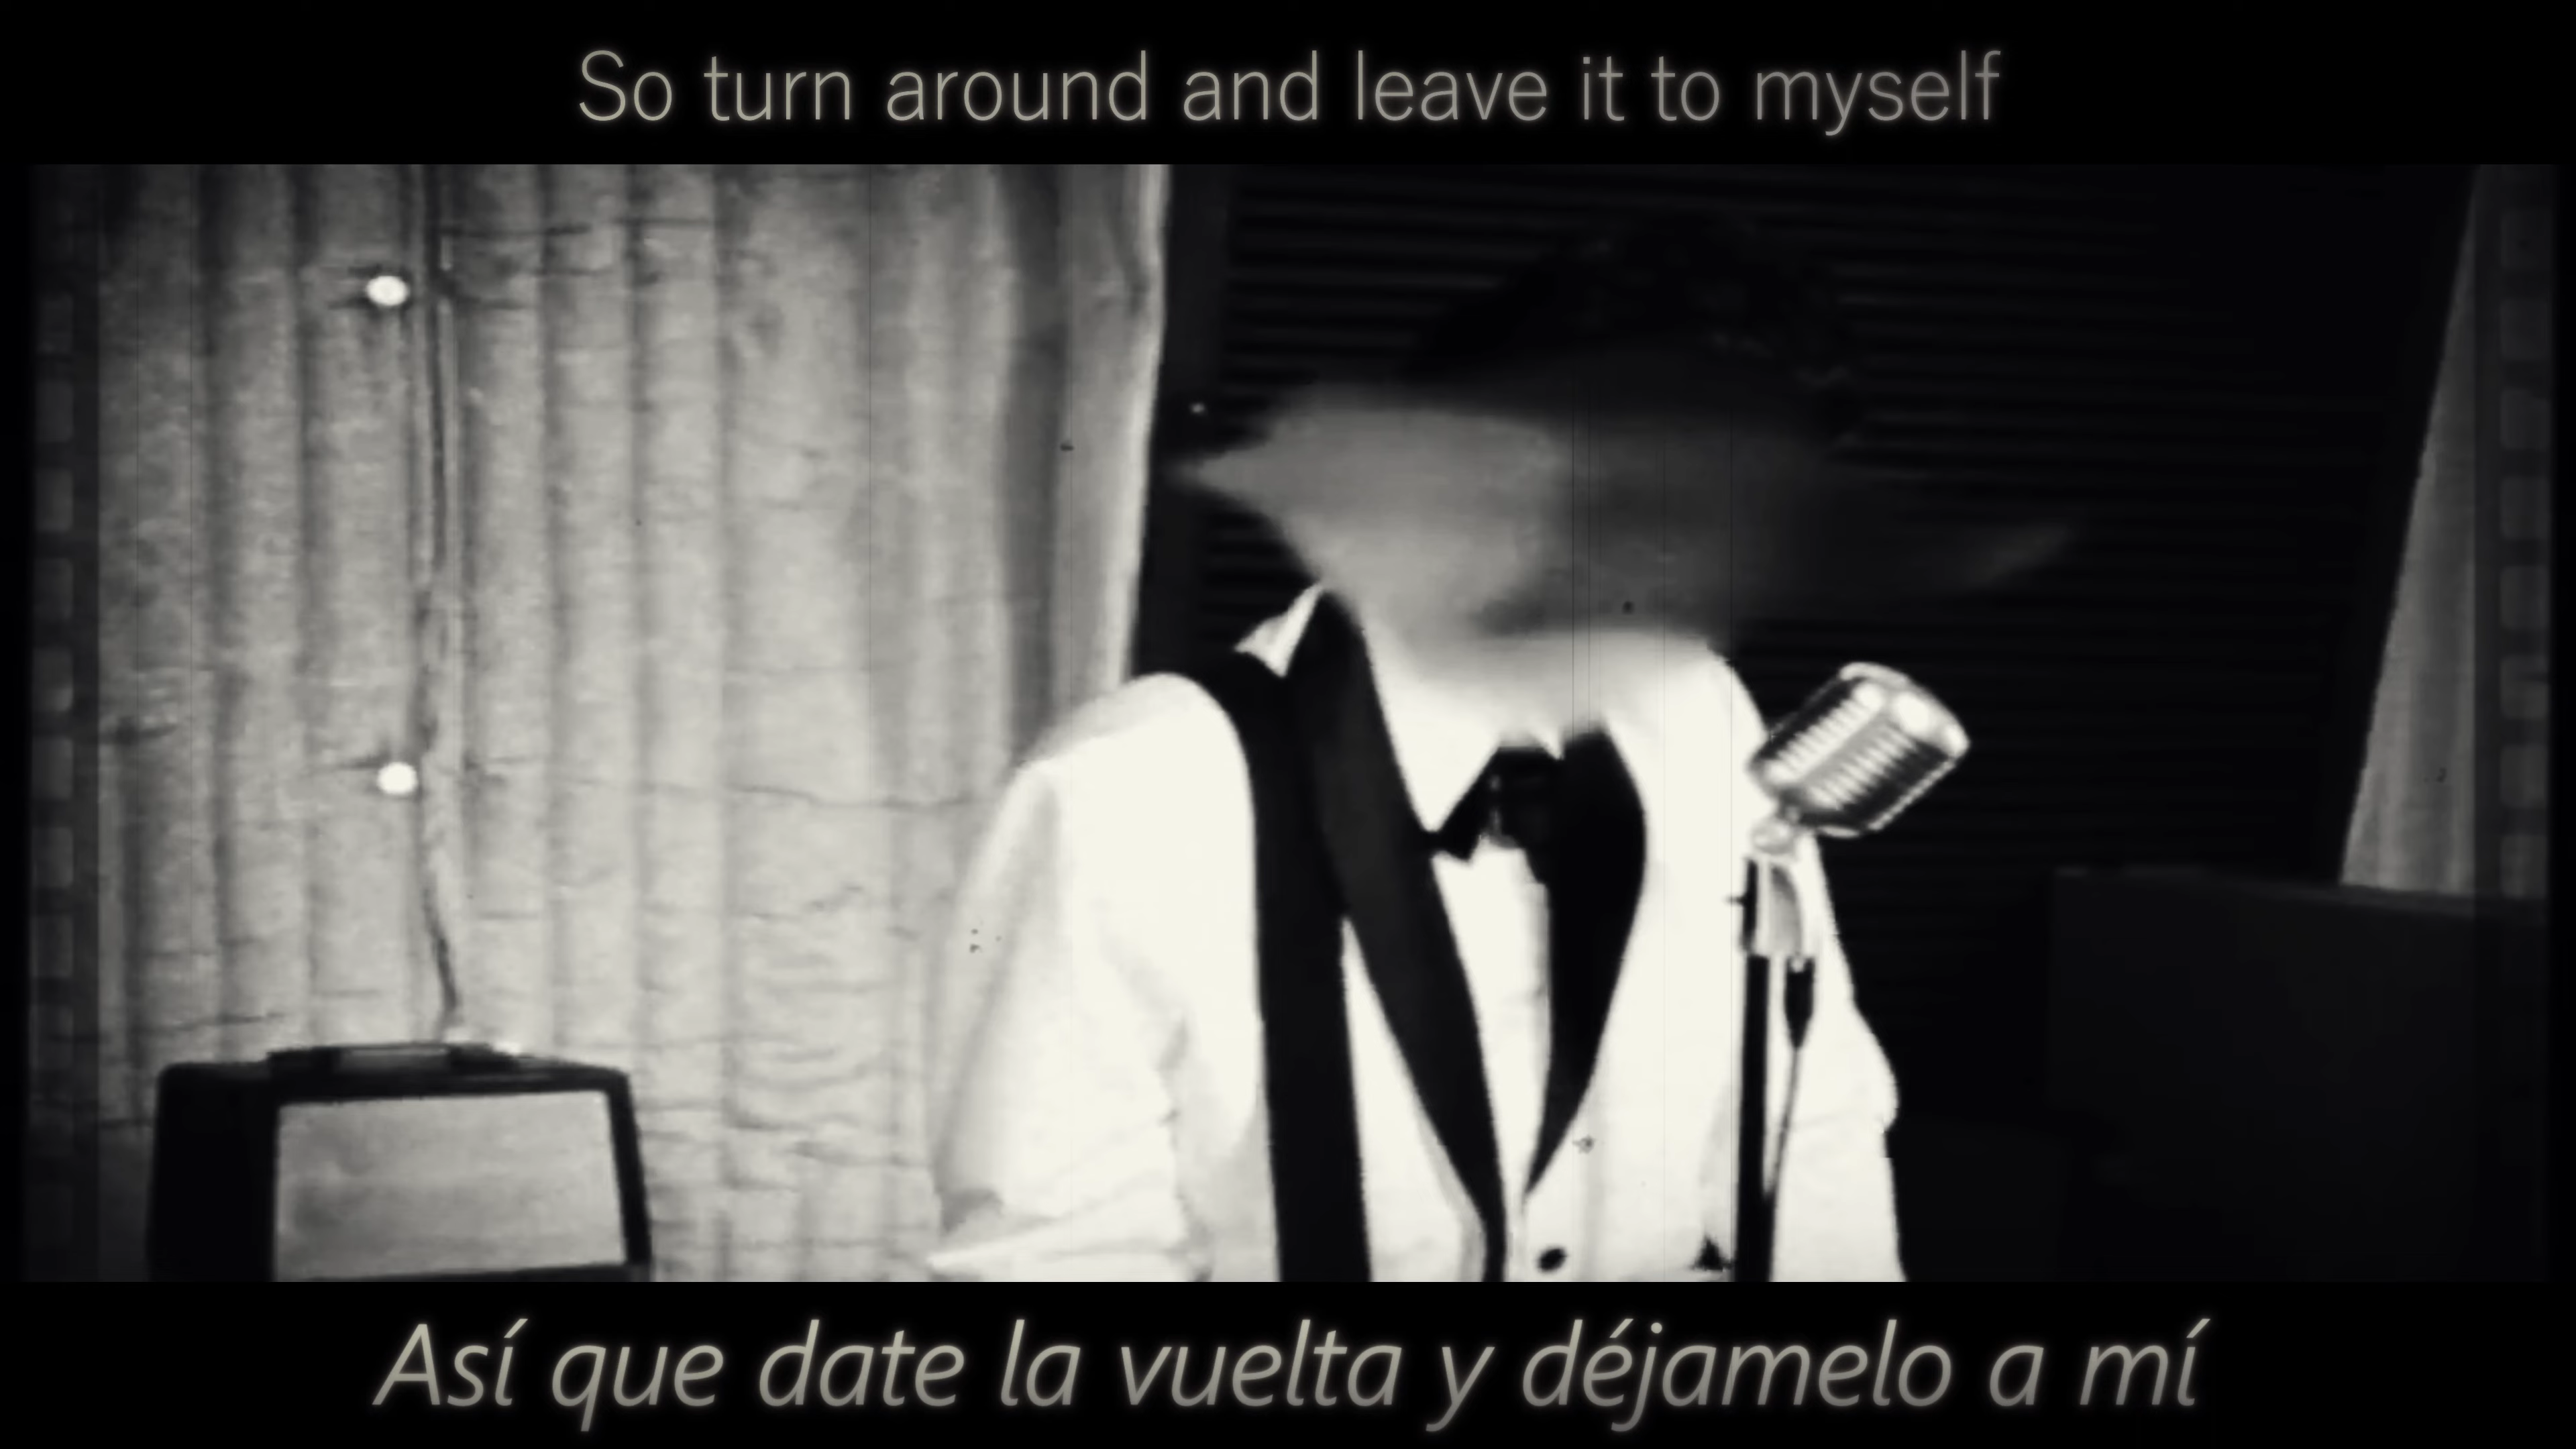 So turn around and leave it to myself
Así que date la vuelta y déjamelo a mí